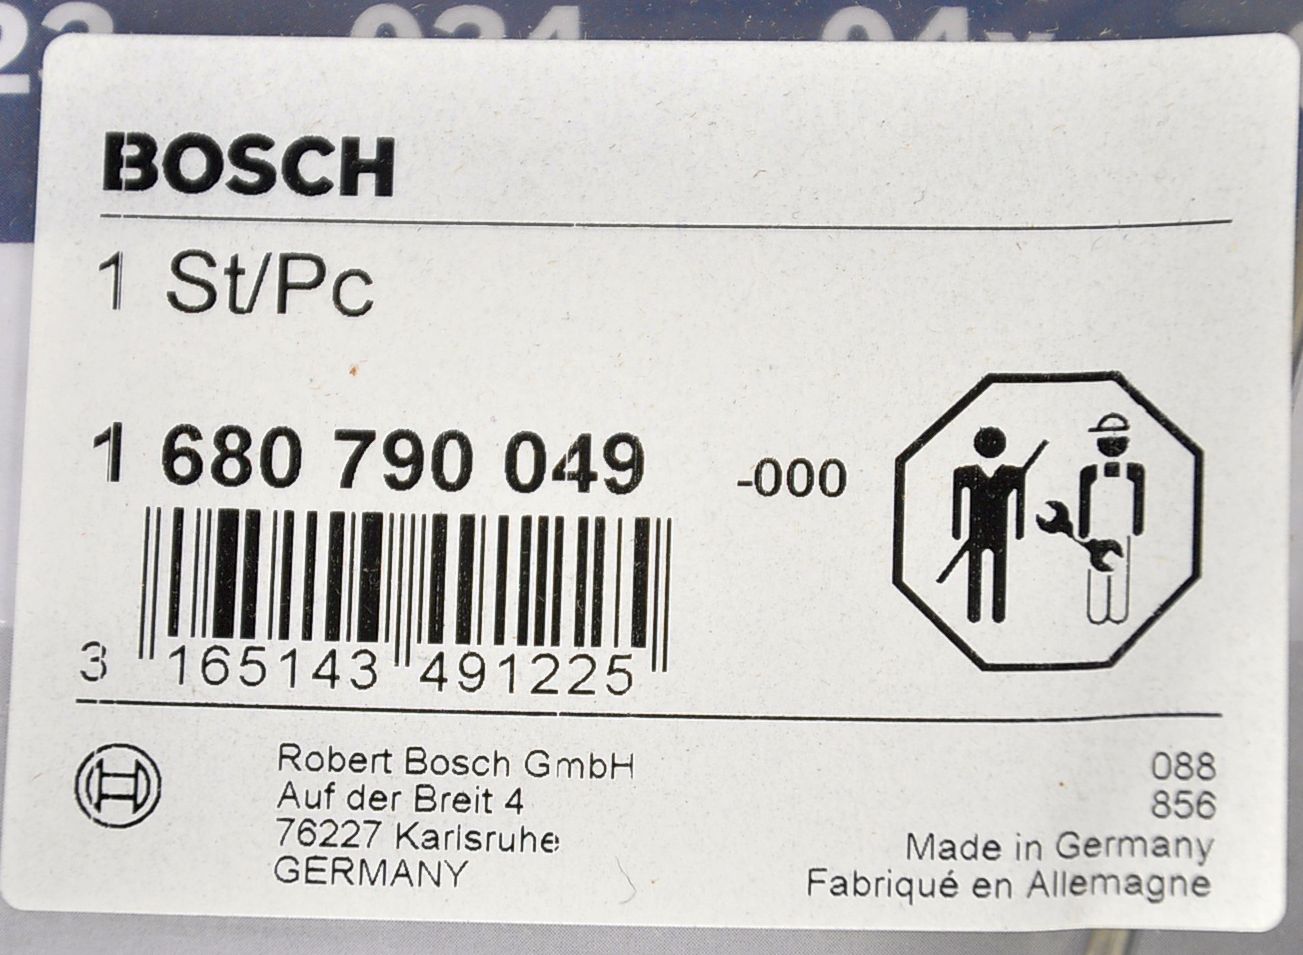 BOSCH
1 St/Pc
1 680 790 049 -000
3 165143 491225
Robert Bosch GmbH
Auf der Breit 4
76227 Karlsruhe
GERMANY
088
856
Made in Germany
Fabriqué en Allemagne